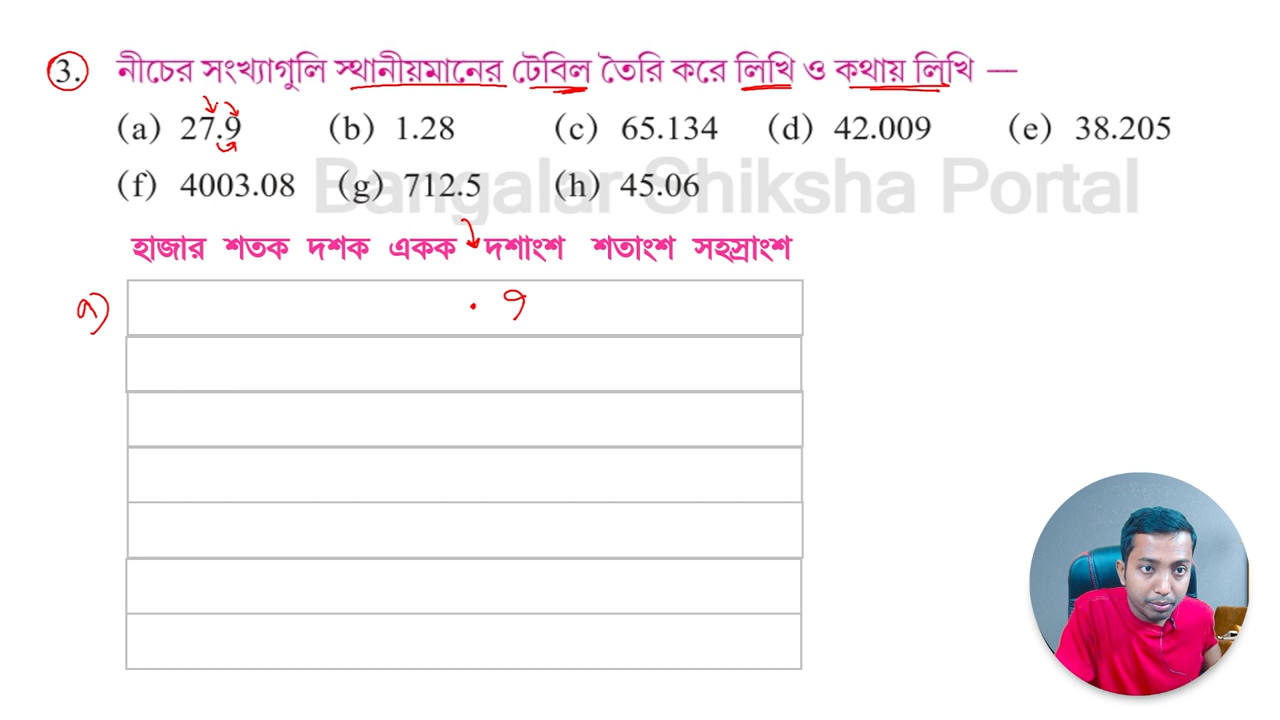 3. নীচের সংখ্যাগুলি স্থানীয়মানের টেবিল তৈরি করে লিখি ও কথায় লিখি —
(a) 27.9 (b) 1.28 (c) 65.134 (d) 42.009 (e) 38.205
(f) 4003.08 (g) 712.5 (h) 45.06
Bangalar Shiksha Portal
হাজার শতক দশক একক দশাংশ শতাংশ সহস্রাংশ
a) . 9